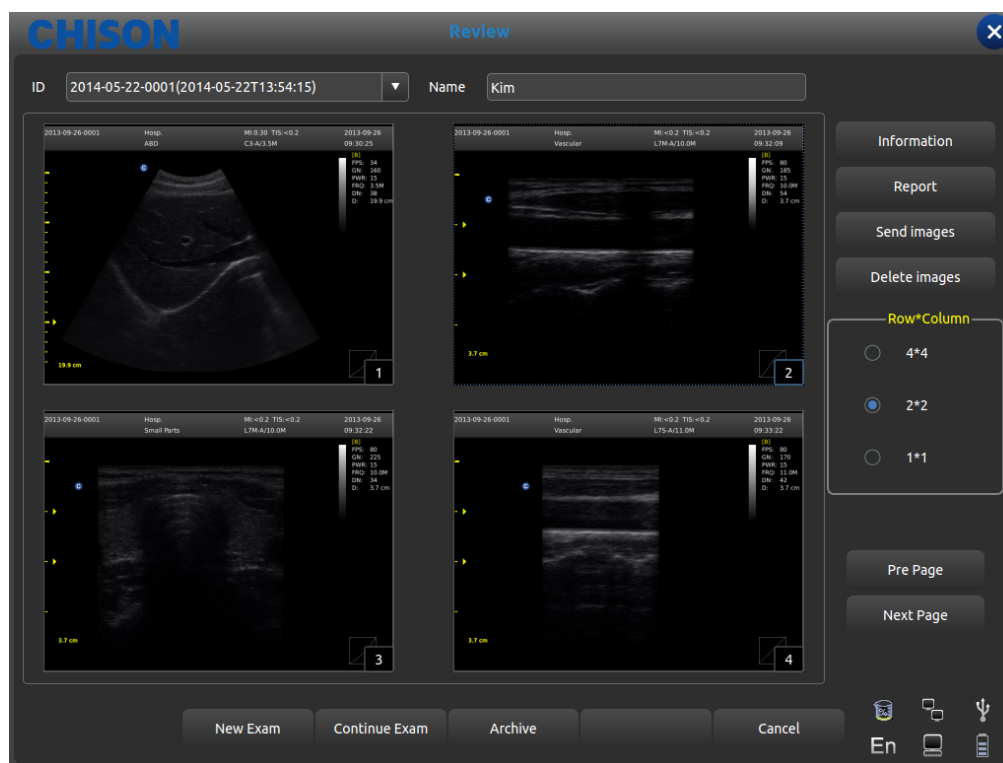 CHISON
Review
ID 2014-05-22-0001(2014-05-22T13:54:15) Name Kim
2013-09-26-0001 Hosp. MI:0.30 TIS:<0.2 2013-09-26
ABD C3-A/3.5M 09:30:25
[B]
FPS: 34
GN: 160
PWR: 15
FRQ: 3.5M
DN: 38
D: 19.9 cm
C
19.9 cm
1
2013-09-26-0001 Hosp. MI:<0.2 TIS:<0.2 2013-09-26
Vascular L7M-A/10.0M 09:32:09
[B]
FPS: 80
GN: 185
PWR: 15
FRQ: 10.0M
DN: 54
D: 3.7 cm
C
3.7 cm
2
2013-09-26-0001 Hosp. MI:<0.2 TIS:<0.2 2013-09-26
Small Parts L7M-A/10.0M 09:32:22
[B]
FPS: 80
GN: 225
PWR: 15
FRQ: 10.0M
DN: 34
D: 3.7 cm
C
3.7 cm
3
2013-09-26-0001 Hosp. MI:<0.2 TIS:<0.2 2013-09-26
Vascular L7S-A/11.0M 09:33:22
[B]
FPS: 80
GN: 170
PWR: 15
FRQ: 11.0M
DN: 42
D: 3.7 cm
C
4
Information
Report
Send images
Delete images
Row*Column
4*4
2*2
1*1
Pre Page
Next Page
New Exam Continue Exam Archive Cancel
En